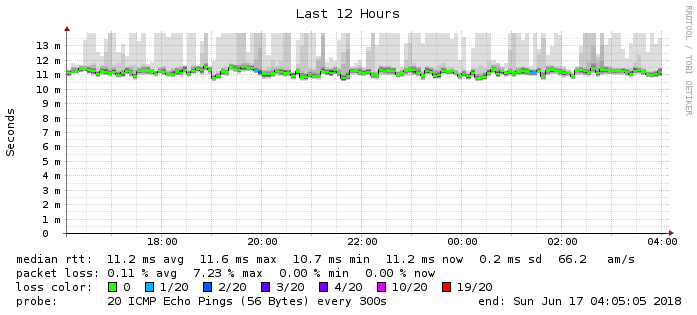 Last 12 Hours
RRDTOOL / TOBI OETIKER
Seconds
13 m
12 m
11 m
10 m
9 m
8 m
7 m
6 m
5 m
4 m
3 m
2 m
1 m
0
18:00 20:00 22:00 00:00 02:00 04:00
median rtt: 11.2 ms avg 11.6 ms max 10.7 ms min 11.2 ms now 0.2 ms sd 66.2 am/s
packet loss: 0.11 % avg 7.23 % max 0.00 % min 0.00 % now
loss color: 0 1/20 2/20 3/20 4/20 10/20 19/20
probe: 20 ICMP Echo Pings (56 Bytes) every 300s end: Sun Jun 17 04:05:05 2018